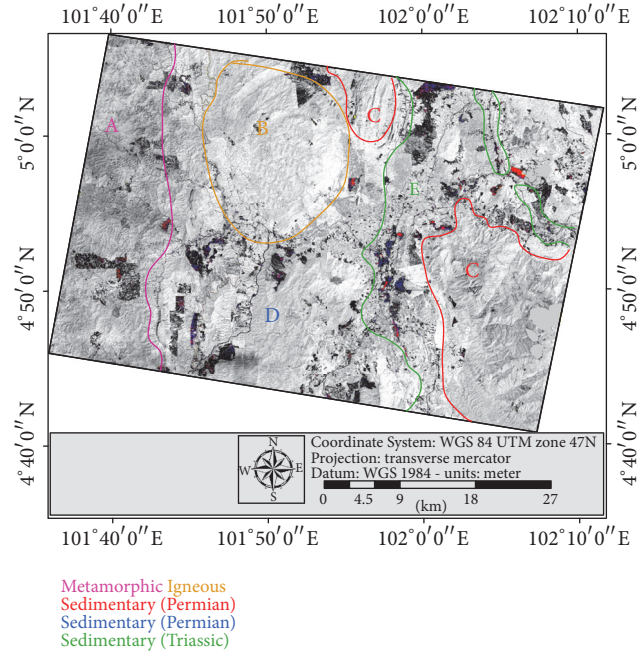 101°40′0″E 101°50′0″E 102°0′0″E 102°10′0″E
5°0′0″N
4°50′0″N
4°40′0″N
A
B
C
E
C
D
5°0′0″N
4°50′0″N
4°40′0″N
N
W E
S
Coordinate System: WGS 84 UTM zone 47N
Projection: transverse mercator
Datum: WGS 1984 - units: meter
0 4.5 9 18 27
(km)
101°40′0″E 101°50′0″E 102°0′0″E 102°10′0″E
Metamorphic Igneous
Sedimentary (Permian)
Sedimentary (Permian)
Sedimentary (Triassic)